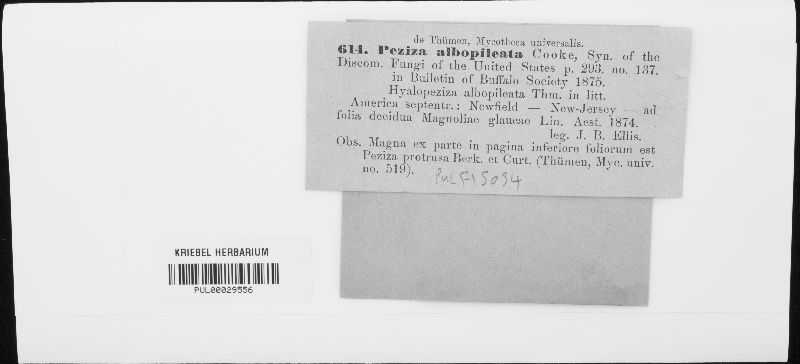 de Thümen, Mycotheca universalis.
614. Peziza albopileata Cooke, Syn. of the
Discom. Fungi of the United States p. 293. no. 137.
in Bulletin of Buffalo Society 1875.
Hyalopeziza albopileata Thm. in litt.
America septentr.: Newfield — New-Jersey — ad
folia decidua Magnoliae glaucae Lin. Aest. 1874.
leg. J. B. Ellis.
Obs. Magna ex parte in pagina inferiore foliorum est
Peziza protrusa Berk. et Curt. (Thümen, Myc. univ.
no. 519).
PUL F15094
KRIEBEL HERBARIUM
PUL00029556